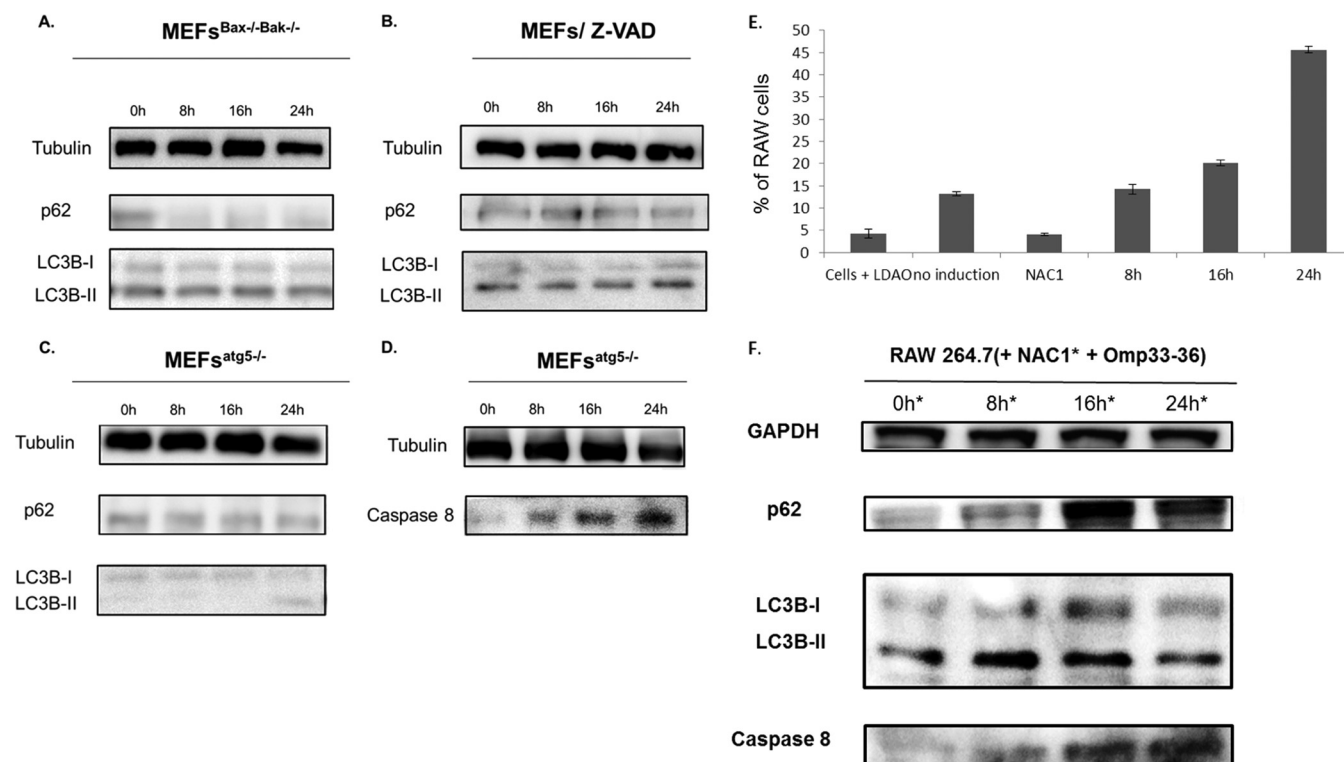 A.
MEFsBax-/-Bak-/-
0h 8h 16h 24h
Tubulin
p62
LC3B-I
LC3B-II
B.
MEFs/ Z-VAD
0h 8h 16h 24h
Tubulin
p62
LC3B-I
LC3B-II
C.
MEFsatg5-/-
0h 8h 16h 24h
Tubulin
p62
LC3B-I
LC3B-II
D.
MEFsatg5-/-
0h 8h 16h 24h
Tubulin
Caspase 8
E.
% of RAW cells
50
45
40
35
30
25
20
15
10
5
0
Cells + LDAO no induction NAC1 8h 16h 24h
F.
RAW 264.7(+ NAC1* + Omp33-36)
0h* 8h* 16h* 24h*
GAPDH
p62
LC3B-I
LC3B-II
Caspase 8